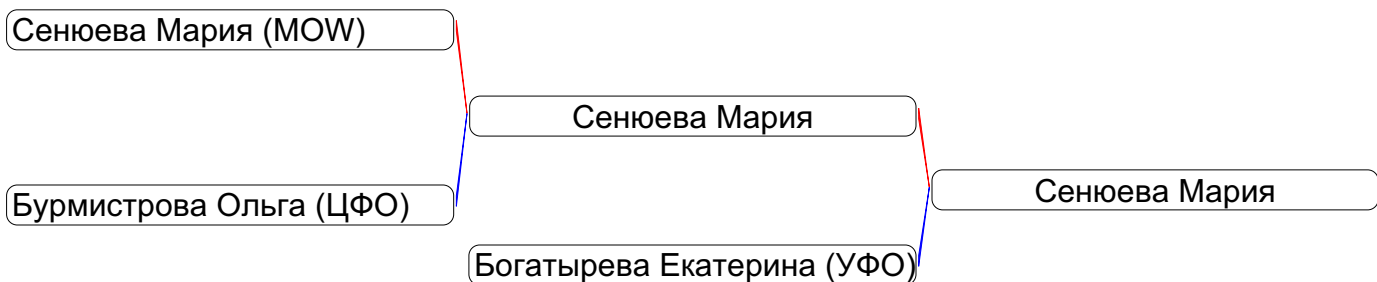 Сенюева Мария (MOW)
Сенюева Мария
Сенюева Мария
Бурмистрова Ольга (ЦФО)
Богатырева Екатерина (УФО)